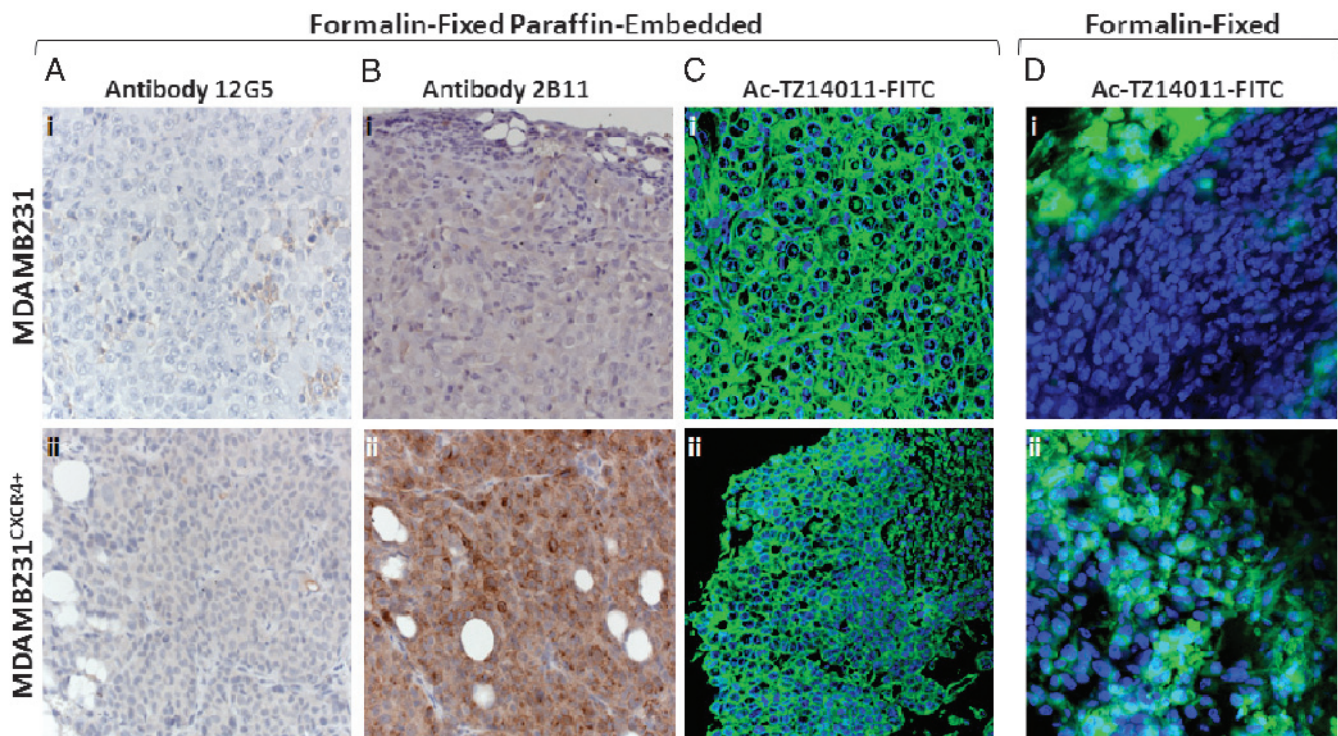 Formalin-Fixed Paraffin-Embedded
Formalin-Fixed
A
B
C
D
Antibody 12G5
Antibody 2B11
Ac-TZ14011-FITC
Ac-TZ14011-FITC
MDAMB231
i
i
i
i
MDAMB231CXCR4+
ii
ii
ii
ii